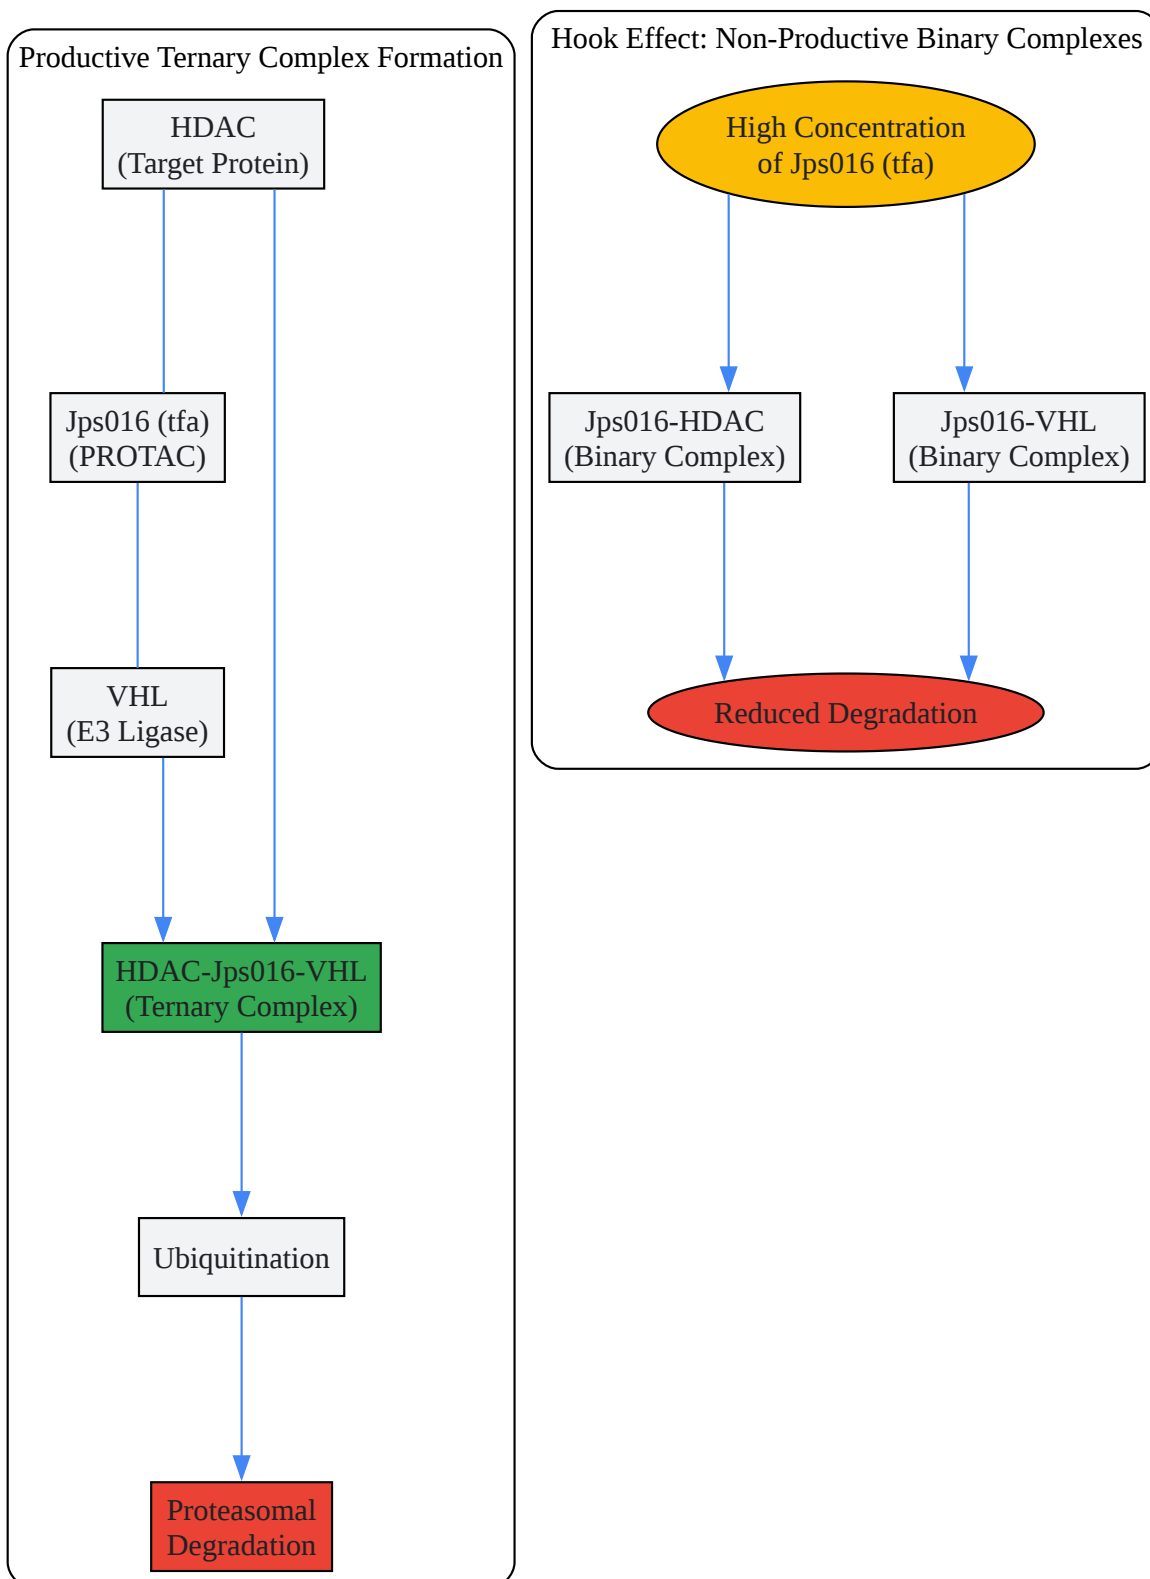 Productive Ternary Complex Formation
HDAC
(Target Protein)
Jps016 (tfa)
(PROTAC)
VHL
(E3 Ligase)
HDAC-Jps016-VHL
(Ternary Complex)
Ubiquitination
Proteasomal
Degradation
Hook Effect: Non-Productive Binary Complexes
High Concentration
of Jps016 (tfa)
Jps016-HDAC
(Binary Complex)
Jps016-VHL
(Binary Complex)
Reduced Degradation